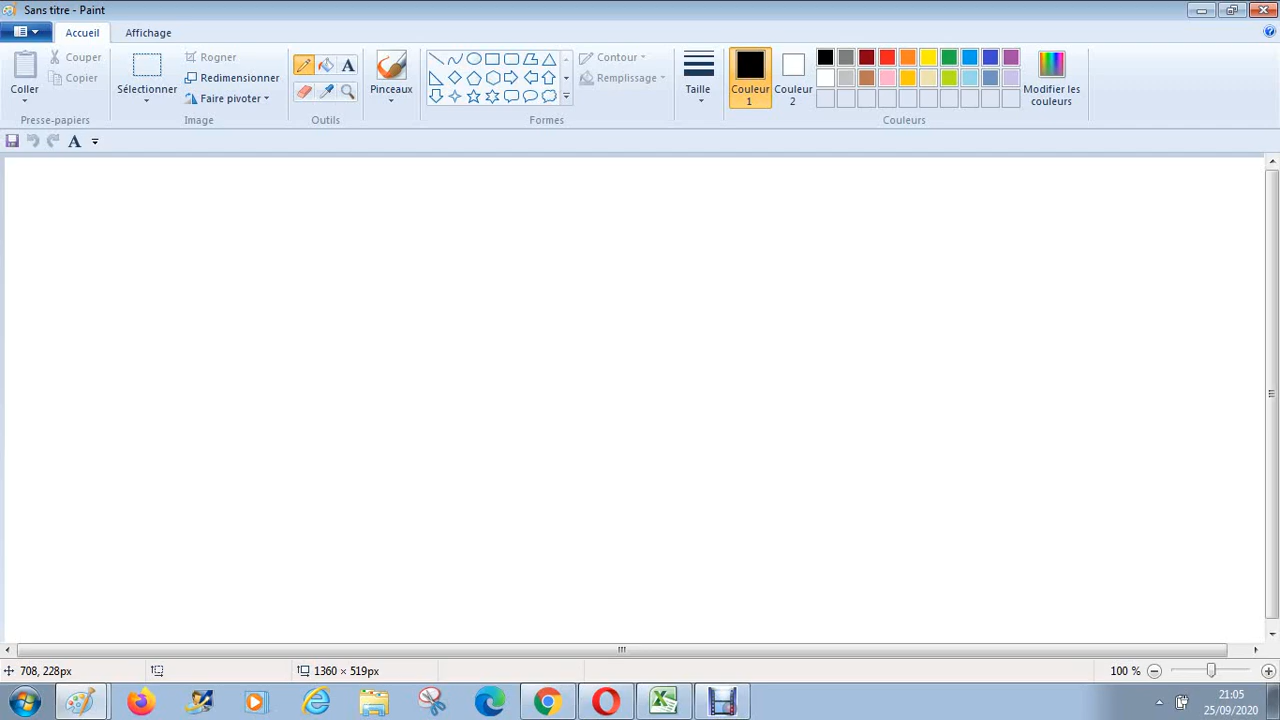 Sans titre - Paint
Accueil
Affichage
Coller
Couper
Copier
Presse-papiers
Sélectionner
Rogner
Redimensionner
Faire pivoter
Image
A
Outils
Pinceaux
Contour
Remplissage
Formes
Taille
Couleur
1
Couleur
2
Modifier les
couleurs
Couleurs
A
708, 228px
1360 × 519px
100 %
21:05
25/09/2020